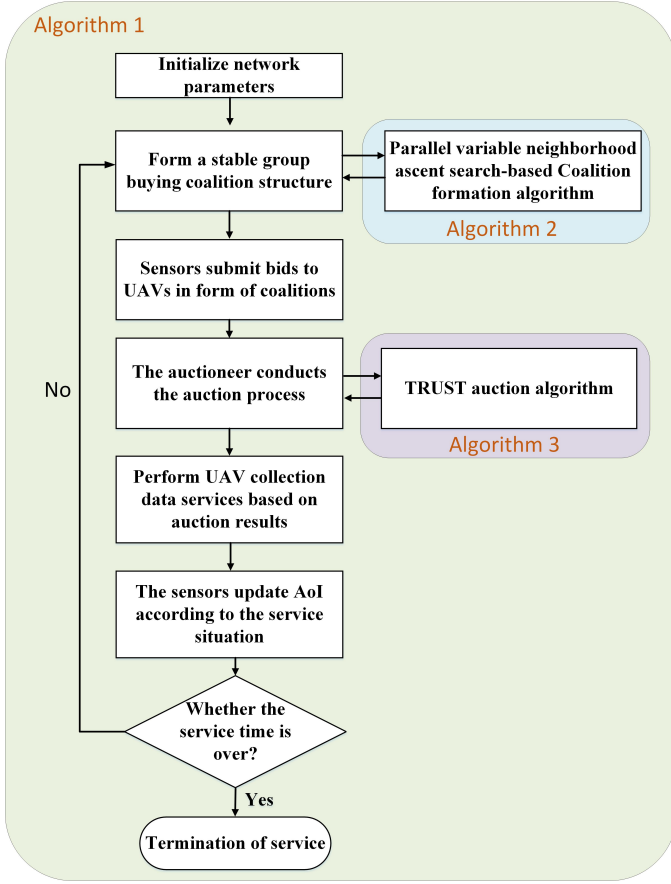 Algorithm 1
Initialize network
parameters
Form a stable group
buying coalition structure
Parallel variable neighborhood
ascent search-based Coalition
formation algorithm
Algorithm 2
Sensors submit bids to
UAVs in form of coalitions
The auctioneer conducts
the auction process
TRUST auction algorithm
Algorithm 3
No
Perform UAV collection
data services based on
auction results
The sensors update AoI
according to the service
situation
Whether the
service time is
over?
Yes
Termination of service